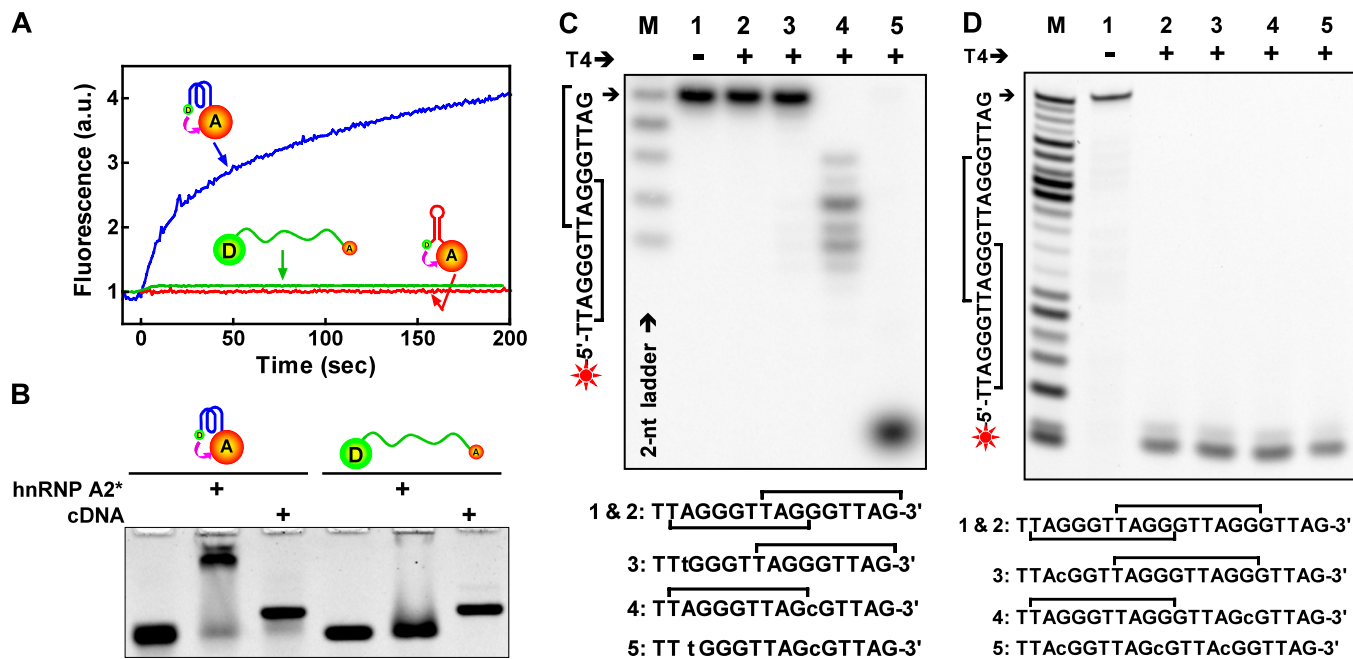 A
Fluorescence (a.u.)
4
3
2
1
D
A
D
A
D
A
0
50
100
150
200
Time (sec)
B
D
A
D
A
hnRNP A2* + +
cDNA + +
C
M 1 2 3 4 5
T4➔ - + + + +
5'-TTAGGGTTAGGGTTAG
2-nt ladder ➔
1 & 2: TTAGGGTTAGGGTTAG-3'
3: TTtGGGTTAGGGTTAG-3'
4: TTAGGGTTAGcGTTAG-3'
5: TT t GGGTTAGcGTTAG-3'
D
M 1 2 3 4 5
T4➔ - + + + +
5'-TTAGGGTTAGGGTTAGGGTTAG
1 & 2: TTAGGGTTAGGGTTAGGGTTAG-3'
3: TTAcGGTTAGGGTTAGGGTTAG-3'
4: TTAGGGTTAGGGTTAGcGTTAG-3'
5: TTAcGGTTAGcGTTAcGGTTAG-3'